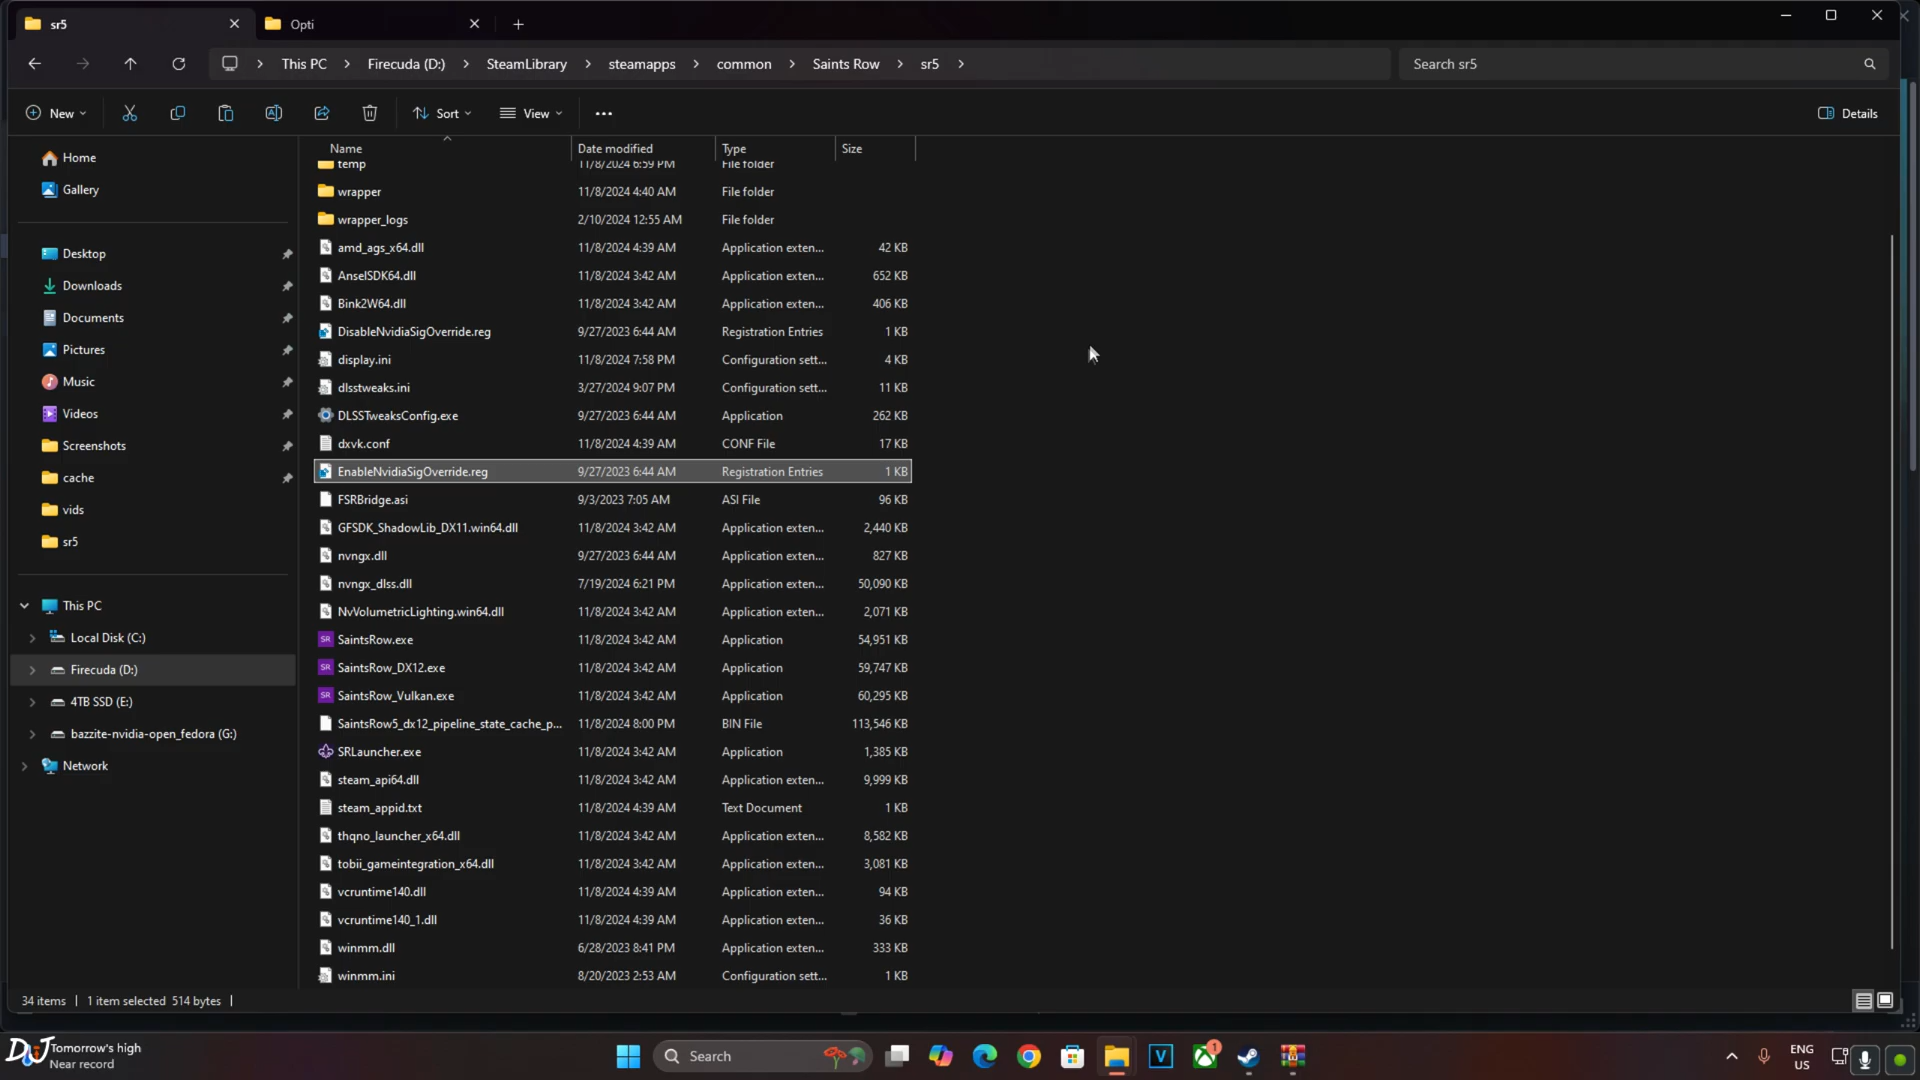 sr5
Opti
This PC > Firecuda (D:) > SteamLibrary > steamapps > common > Saints Row > sr5 >
Search sr5
New
Sort
View
Details
Name Date modified Type Size
temp 11/8/2024 6:59 PM File folder
wrapper 11/8/2024 4:40 AM File folder
wrapper_logs 2/10/2024 12:55 AM File folder
amd_ags_x64.dll 11/8/2024 4:39 AM Application exten... 42 KB
AnselSDK64.dll 11/8/2024 3:42 AM Application exten... 652 KB
Bink2W64.dll 11/8/2024 3:42 AM Application exten... 406 KB
DisableNvidiaSigOverride.reg 9/27/2023 6:44 AM Registration Entries 1 KB
display.ini 11/8/2024 7:58 PM Configuration sett... 4 KB
dlsstweaks.ini 3/27/2024 9:07 PM Configuration sett... 11 KB
DLSSTweaksConfig.exe 9/27/2023 6:44 AM Application 262 KB
dxvk.conf 11/8/2024 4:39 AM CONF File 17 KB
EnableNvidiaSigOverride.reg 9/27/2023 6:44 AM Registration Entries 1 KB
FSRBridge.asi 9/3/2023 7:05 AM ASI File 96 KB
GFSDK_ShadowLib_DX11.win64.dll 11/8/2024 3:42 AM Application exten... 2,440 KB
nvngx.dll 9/27/2023 6:44 AM Application exten... 827 KB
nvngx_dlss.dll 7/19/2024 6:21 PM Application exten... 50,090 KB
NvVolumetricLighting.win64.dll 11/8/2024 3:42 AM Application exten... 2,071 KB
SaintsRow.exe 11/8/2024 3:42 AM Application 54,951 KB
SaintsRow_DX12.exe 11/8/2024 3:42 AM Application 59,747 KB
SaintsRow_Vulkan.exe 11/8/2024 3:42 AM Application 60,295 KB
SaintsRow5_dx12_pipeline_state_cache_p... 11/8/2024 8:00 PM BIN File 113,546 KB
SRLauncher.exe 11/8/2024 3:42 AM Application 1,385 KB
steam_api64.dll 11/8/2024 3:42 AM Application exten... 9,999 KB
steam_appid.txt 11/8/2024 4:39 AM Text Document 1 KB
thqno_launcher_x64.dll 11/8/2024 3:42 AM Application exten... 8,582 KB
tobii_gameintegration_x64.dll 11/8/2024 3:42 AM Application exten... 3,081 KB
vcruntime140.dll 11/8/2024 4:39 AM Application exten... 94 KB
vcruntime140_1.dll 11/8/2024 4:39 AM Application exten... 36 KB
winmm.dll 6/28/2023 8:41 PM Application exten... 333 KB
winmm.ini 8/20/2023 2:53 AM Configuration sett... 1 KB
Home
Gallery
Desktop
Downloads
Documents
Pictures
Music
Videos
Screenshots
cache
vids
sr5
This PC
Local Disk (C:)
Firecuda (D:)
4TB SSD (E:)
bazzite-nvidia-open_fedora (G:)
Network
34 items | 1 item selected 514 bytes |
DJ
Tomorrow's high
Near record
Search
V
1
ENG
US